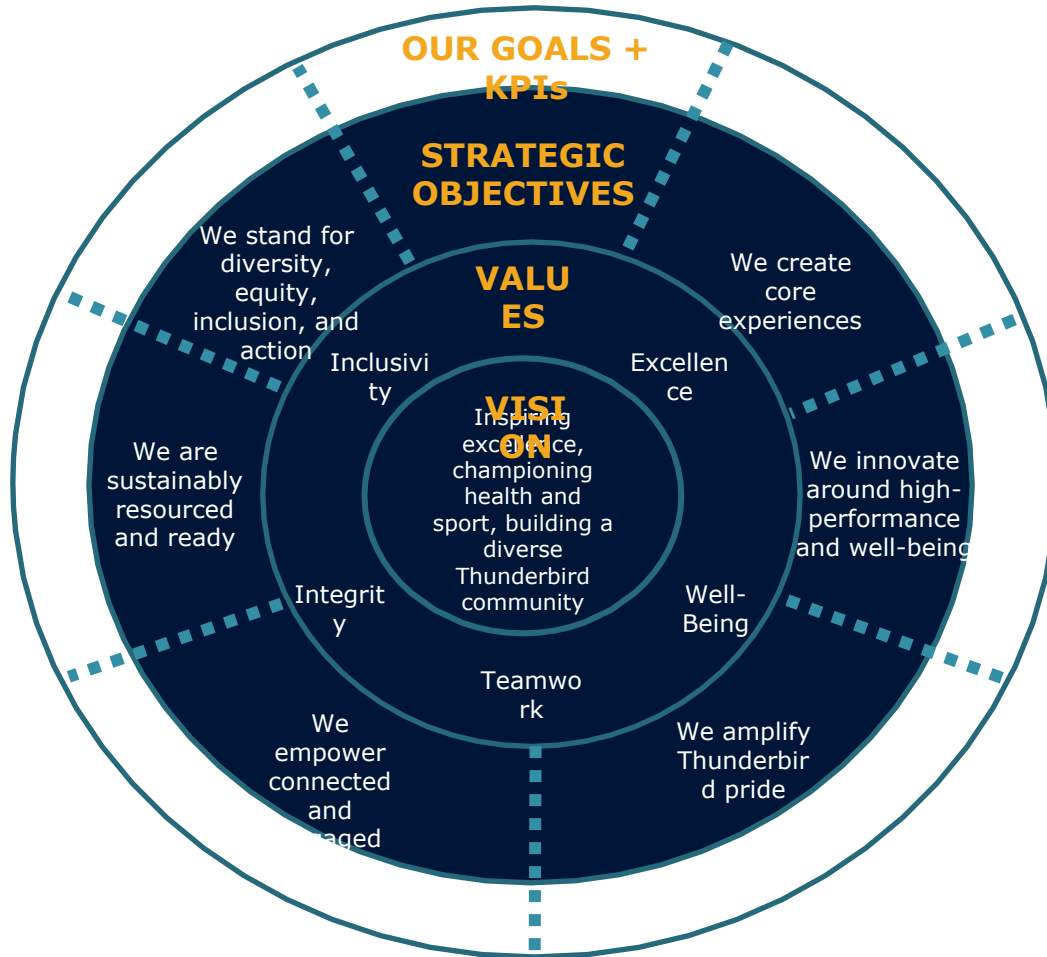 OUR GOALS +
KPIs
STRATEGIC
OBJECTIVES
We stand for
diversity,
equity,
inclusion, and
action
We create
core
experiences
VALU
ES
Inclusivi
ty
Excellen
ce
VISI
ON
Inspiring
excellence,
championing
health and
sport, building a
diverse
Thunderbird
community
We are
sustainably
resourced
and ready
We innovate
around high-
performance
and well-being
Integrit
y
Well-
Being
Teamwo
rk
We
empower
connected
and
We amplify
Thunderbir
d pride